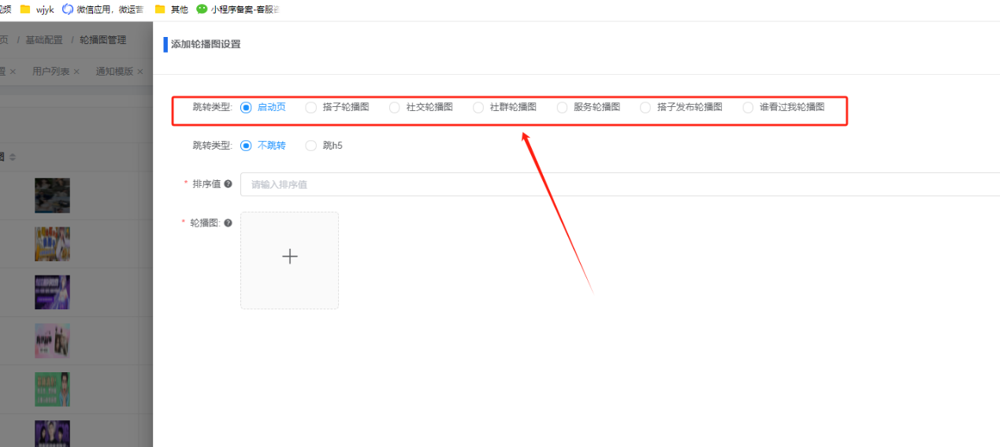 wjyk 微信应用，微运营 其他 小程序备案-客服
页 / 基础配置 / 轮播图管理
添加轮播图设置
置 × 用户列表 × 通知模版 ×
跳转类型: 启动页 搭子轮播图 社交轮播图 社群轮播图 服务轮播图 搭子发布轮播图 谁看过我轮播图
跳转类型: 不跳转 跳h5
图
* 排序值 请输入排序值
* 轮播图: